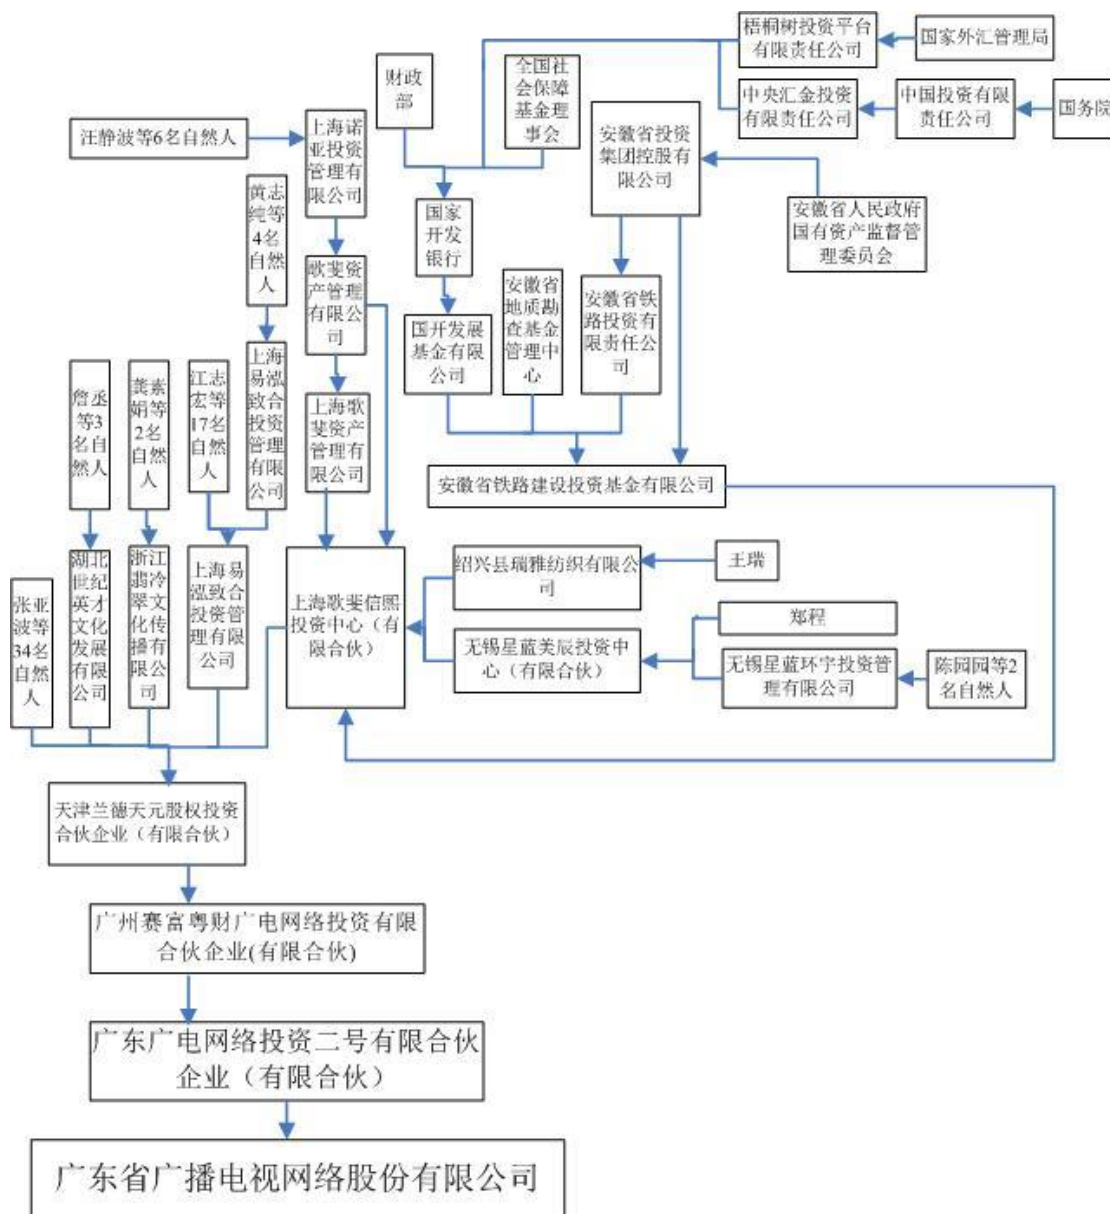 梧桐树投资平台
有限责任公司
国家外汇管理局
财政
部
全国社
会保障
基金理
事会
中央汇金投资
有限责任公司
中国投资有限
责任公司
国务院
汪静波等6名自然人
上海诺
亚投资
管理有
限公司
安徽省投资
集团控股有
限公司
黄志
纯等
4名
自然
人
国家
开发
银行
安徽省人民政府
国有资产监督管
理委员会
歌斐资
产管理
有限公
司
安徽省
地质勘
查基金
管理中
心
安徽省铁
路投资有
限责任公
司
国开发展
基金有限
公司
詹丞
等3名
自然
人
龚素
娟等
2名自
然人
江志
宏等
17名
自然
人
上海
易泓
致合
投资
管理
有限
公司
上海歌
斐资产
管理有
限公司
安徽省铁路建设投资基金有限公司
张亚
波等
34名
自然
人
湖北
世纪
英才
文化
发展
有限
公司
浙江
翡冷
翠文
化传
播有
限公
司
上海易
泓致合
投资管
理有限
公司
上海歌斐信熙
投资中心（有
限合伙）
绍兴县瑞雅纺织有限公
司
王瑞
无锡星蓝美辰投资中
心（有限合伙）
郑程
无锡星蓝环宇投资管
理有限公司
陈园园等2
名自然人
天津兰德天元股权投资
合伙企业（有限合伙）
广州赛富粤财广电网络投资有限
合伙企业(有限合伙)
广东广电网络投资二号有限合伙
企业（有限合伙）
广东省广播电视网络股份有限公司